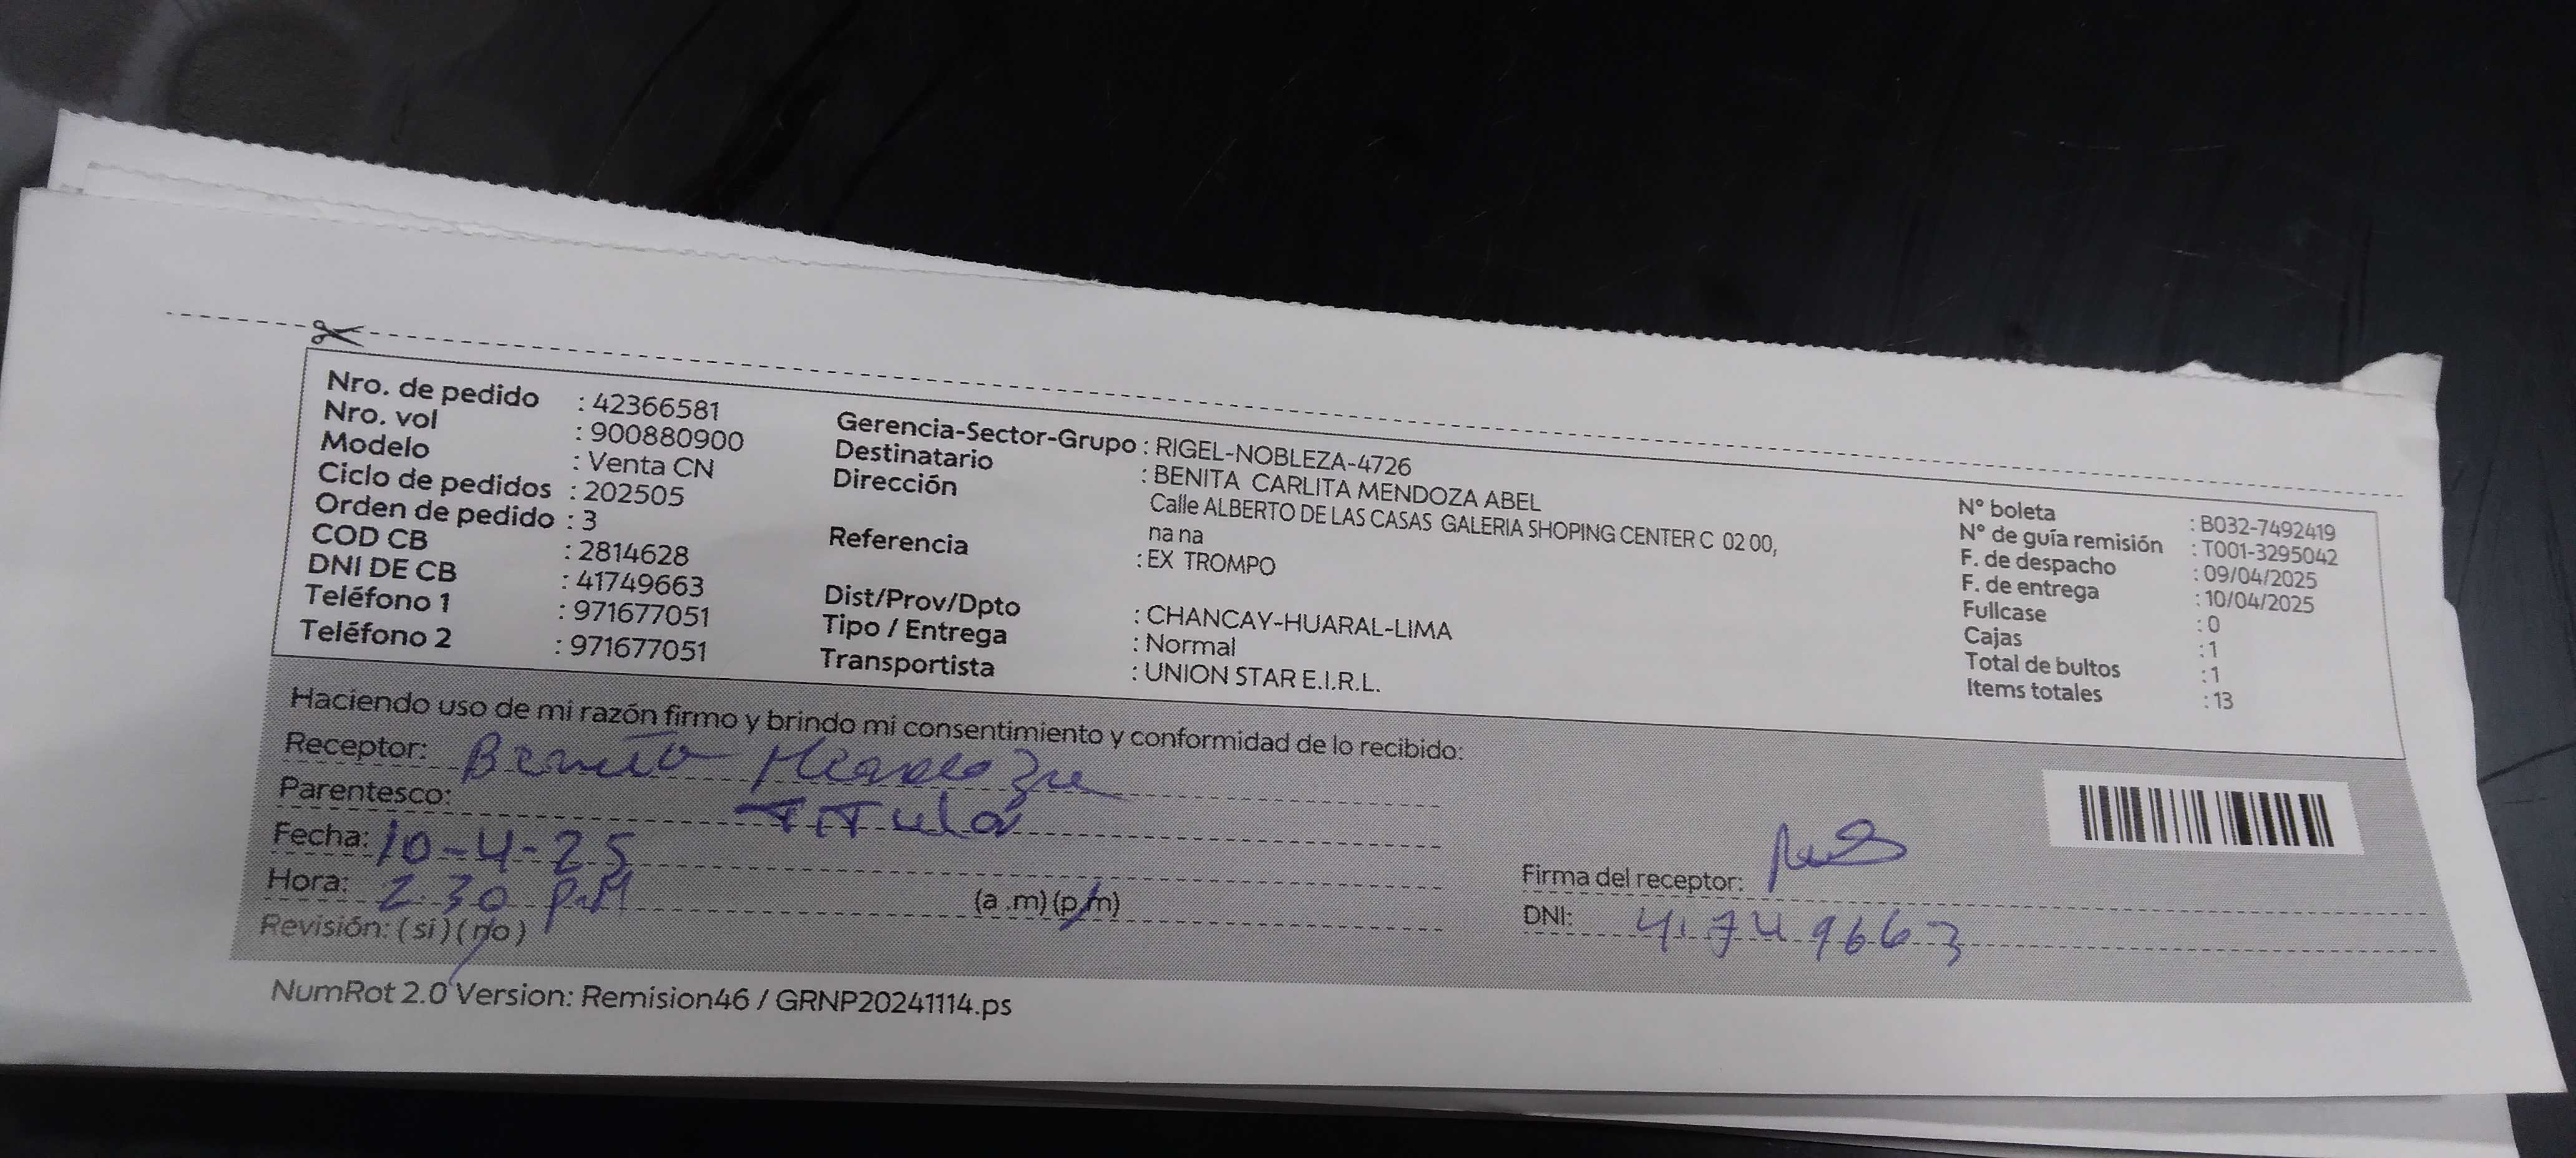 Nro. de pedido : 42366581
Nro. vol : 900880900
Modelo : Venta CN
Ciclo de pedidos : 202505
Orden de pedido : 3
COD CB : 2814628
DNI DE CB : 41749663
Teléfono 1 : 971677051
Teléfono 2 : 971677051
Gerencia-Sector-Grupo : RIGEL-NOBLEZA-4726
Destinatario : BENITA CARLITA MENDOZA ABEL
Dirección Calle ALBERTO DE LAS CASAS GALERIA SHOPING CENTER C 02 00,
na na
Referencia : EX TROMPO
Dist/Prov/Dpto : CHANCAY-HUARAL-LIMA
Tipo / Entrega : Normal
Transportista : UNION STAR E.I.R.L.
N° boleta : B032-7492419
N° de guía remisión : T001-3295042
F. de despacho : 09/04/2025
F. de entrega : 10/04/2025
Fullcase : 0
Cajas : 1
Total de bultos : 1
Items totales : 13
Haciendo uso de mi razón firmo y brindo mi consentimiento y conformidad de lo recibido:
Receptor: Benita Mendoza
Parentesco: Titula
Fecha: 10-4-25
Hora: 2.30 p.M (a .m) (p/m)
Revisión: ( si ) ( no )
Firma del receptor:
DNI: 41749663
NumRot 2.0 Version: Remision46 / GRNP20241114.ps